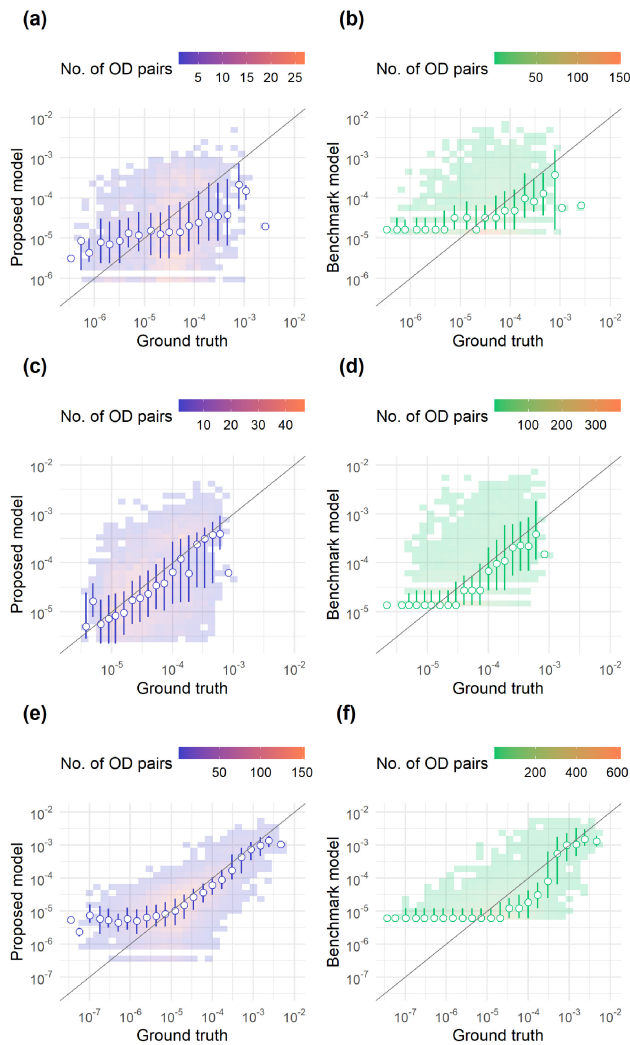 (a)
No. of OD pairs
5 10 15 20 25
Proposed model
10⁻²
10⁻³
10⁻⁴
10⁻⁵
10⁻⁶
10⁻⁶ 10⁻⁵ 10⁻⁴ 10⁻³ 10⁻²
Ground truth
(b)
No. of OD pairs
50 100 150
Benchmark model
10⁻²
10⁻³
10⁻⁴
10⁻⁵
10⁻⁶
10⁻⁶ 10⁻⁵ 10⁻⁴ 10⁻³ 10⁻²
Ground truth
(c)
No. of OD pairs
10 20 30 40
Proposed model
10⁻²
10⁻³
10⁻⁴
10⁻⁵
10⁻⁵ 10⁻⁴ 10⁻³ 10⁻²
Ground truth
(d)
No. of OD pairs
100 200 300
Benchmark model
10⁻²
10⁻³
10⁻⁴
10⁻⁵
10⁻⁵ 10⁻⁴ 10⁻³ 10⁻²
Ground truth
(e)
No. of OD pairs
50 100 150
Proposed model
10⁻²
10⁻³
10⁻⁴
10⁻⁵
10⁻⁶
10⁻⁷
10⁻⁷ 10⁻⁶ 10⁻⁵ 10⁻⁴ 10⁻³ 10⁻²
Ground truth
(f)
No. of OD pairs
200 400 600
Benchmark model
10⁻²
10⁻³
10⁻⁴
10⁻⁵
10⁻⁶
10⁻⁷
10⁻⁷ 10⁻⁶ 10⁻⁵ 10⁻⁴ 10⁻³ 10⁻²
Ground truth